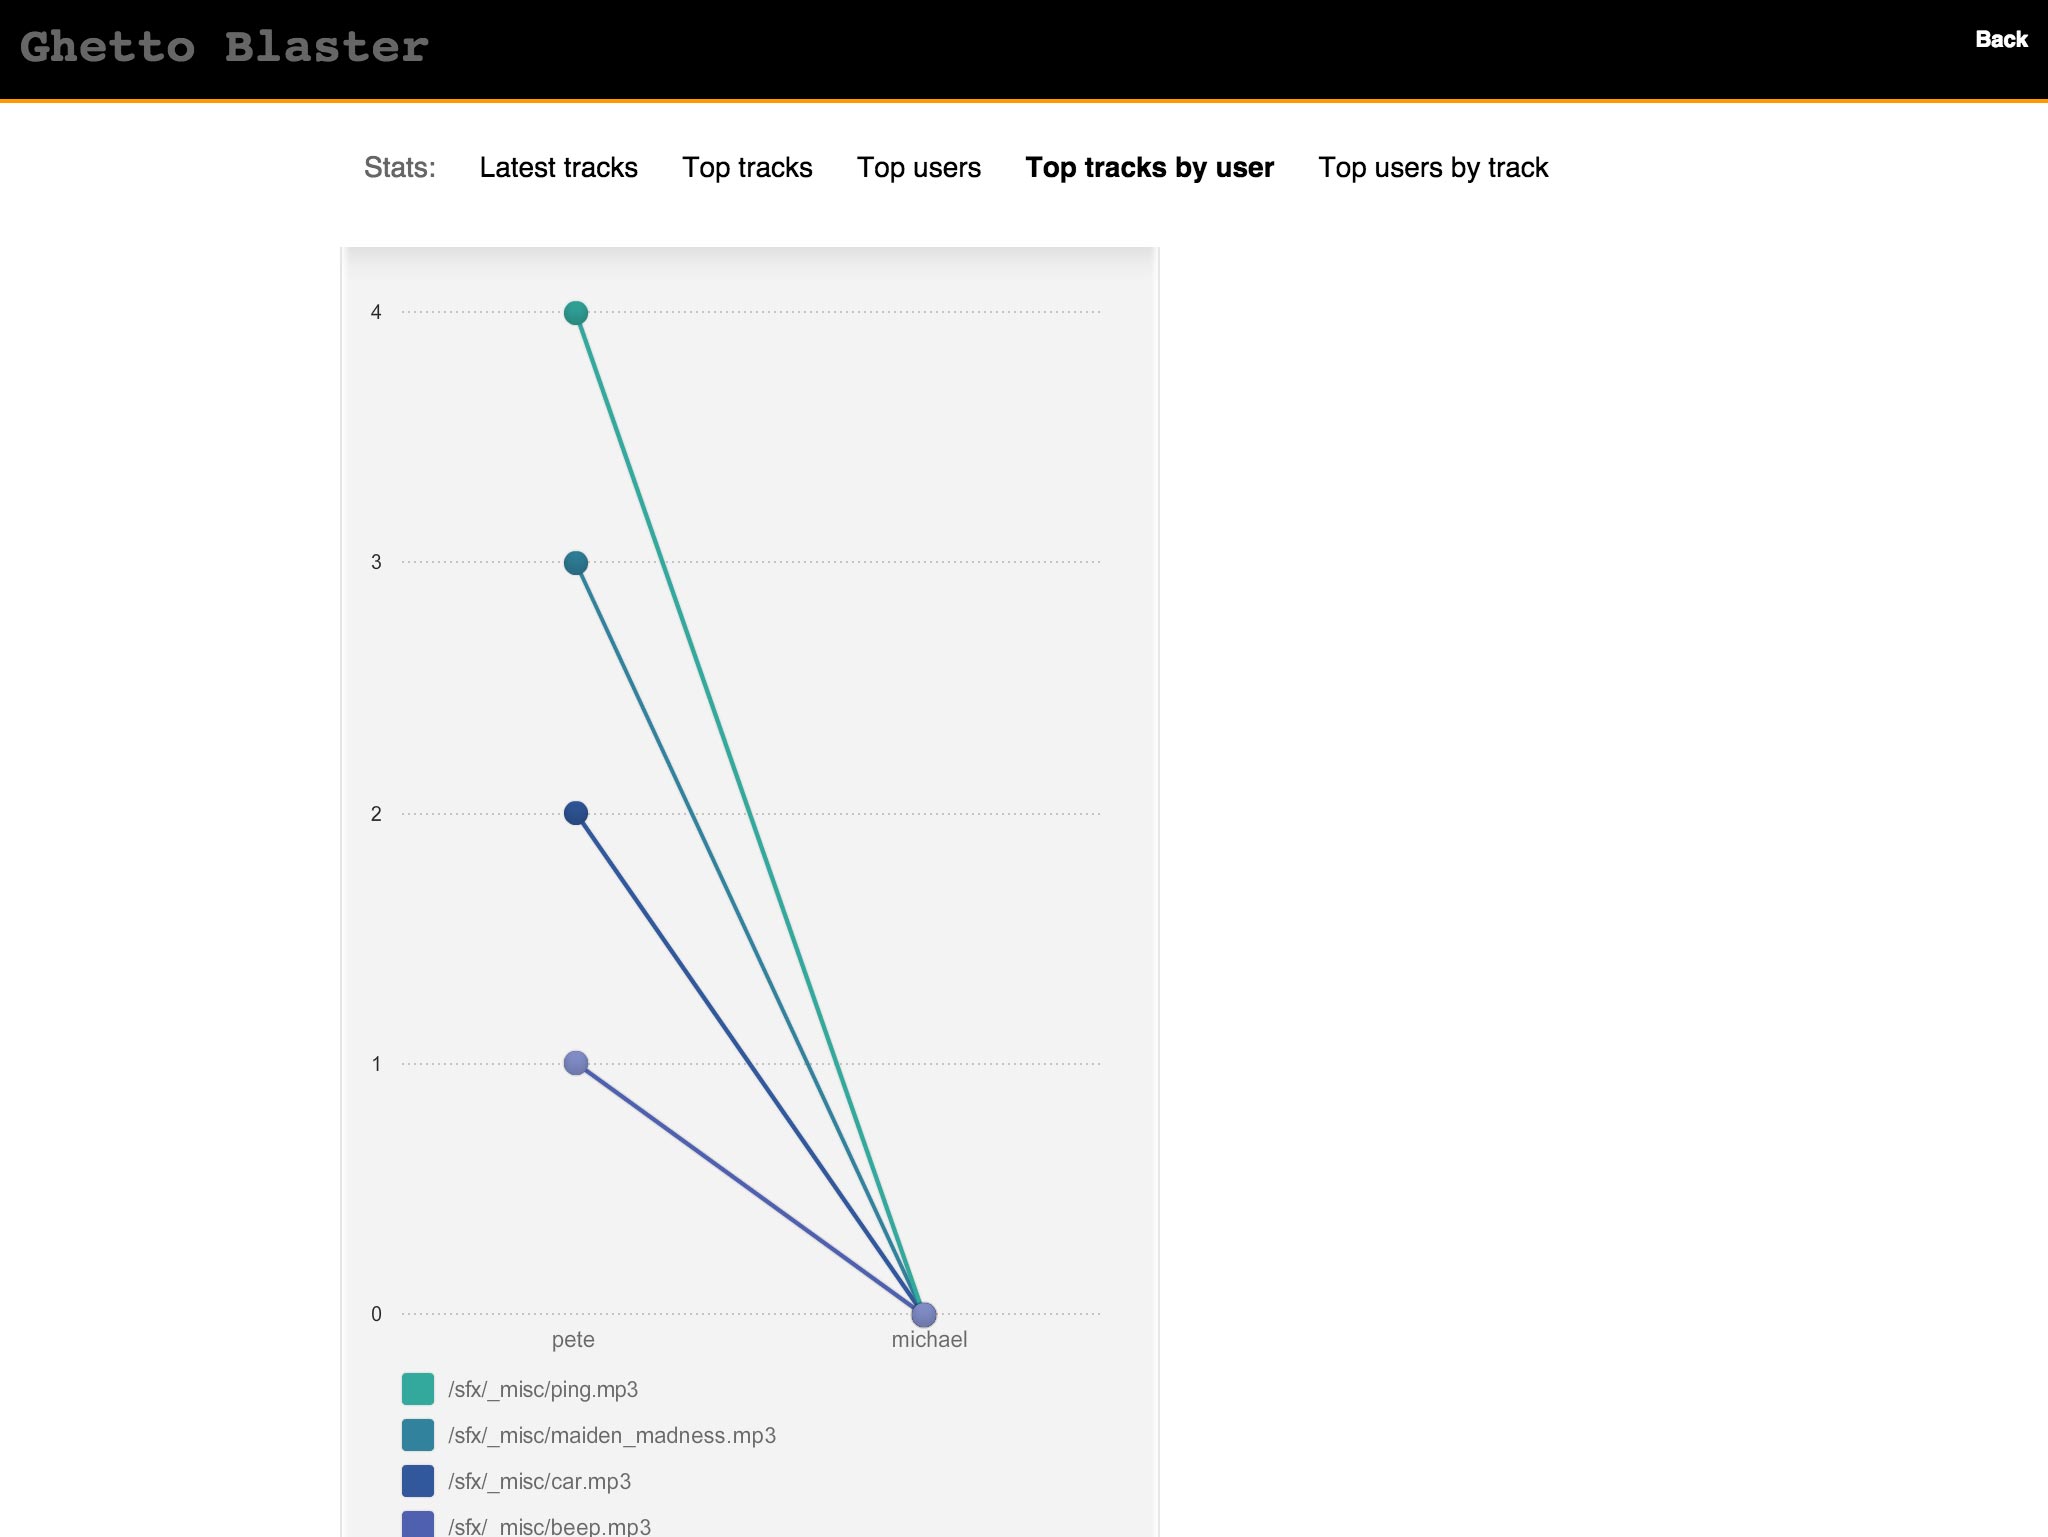 Ghetto Blaster
Back
Stats: Latest tracks Top tracks Top users Top tracks by user Top users by track
4
3
2
1
0
pete michael
/sfx/_misc/ping.mp3
/sfx/_misc/maiden_madness.mp3
/sfx/_misc/car.mp3
/sfx/_misc/beep.mp3